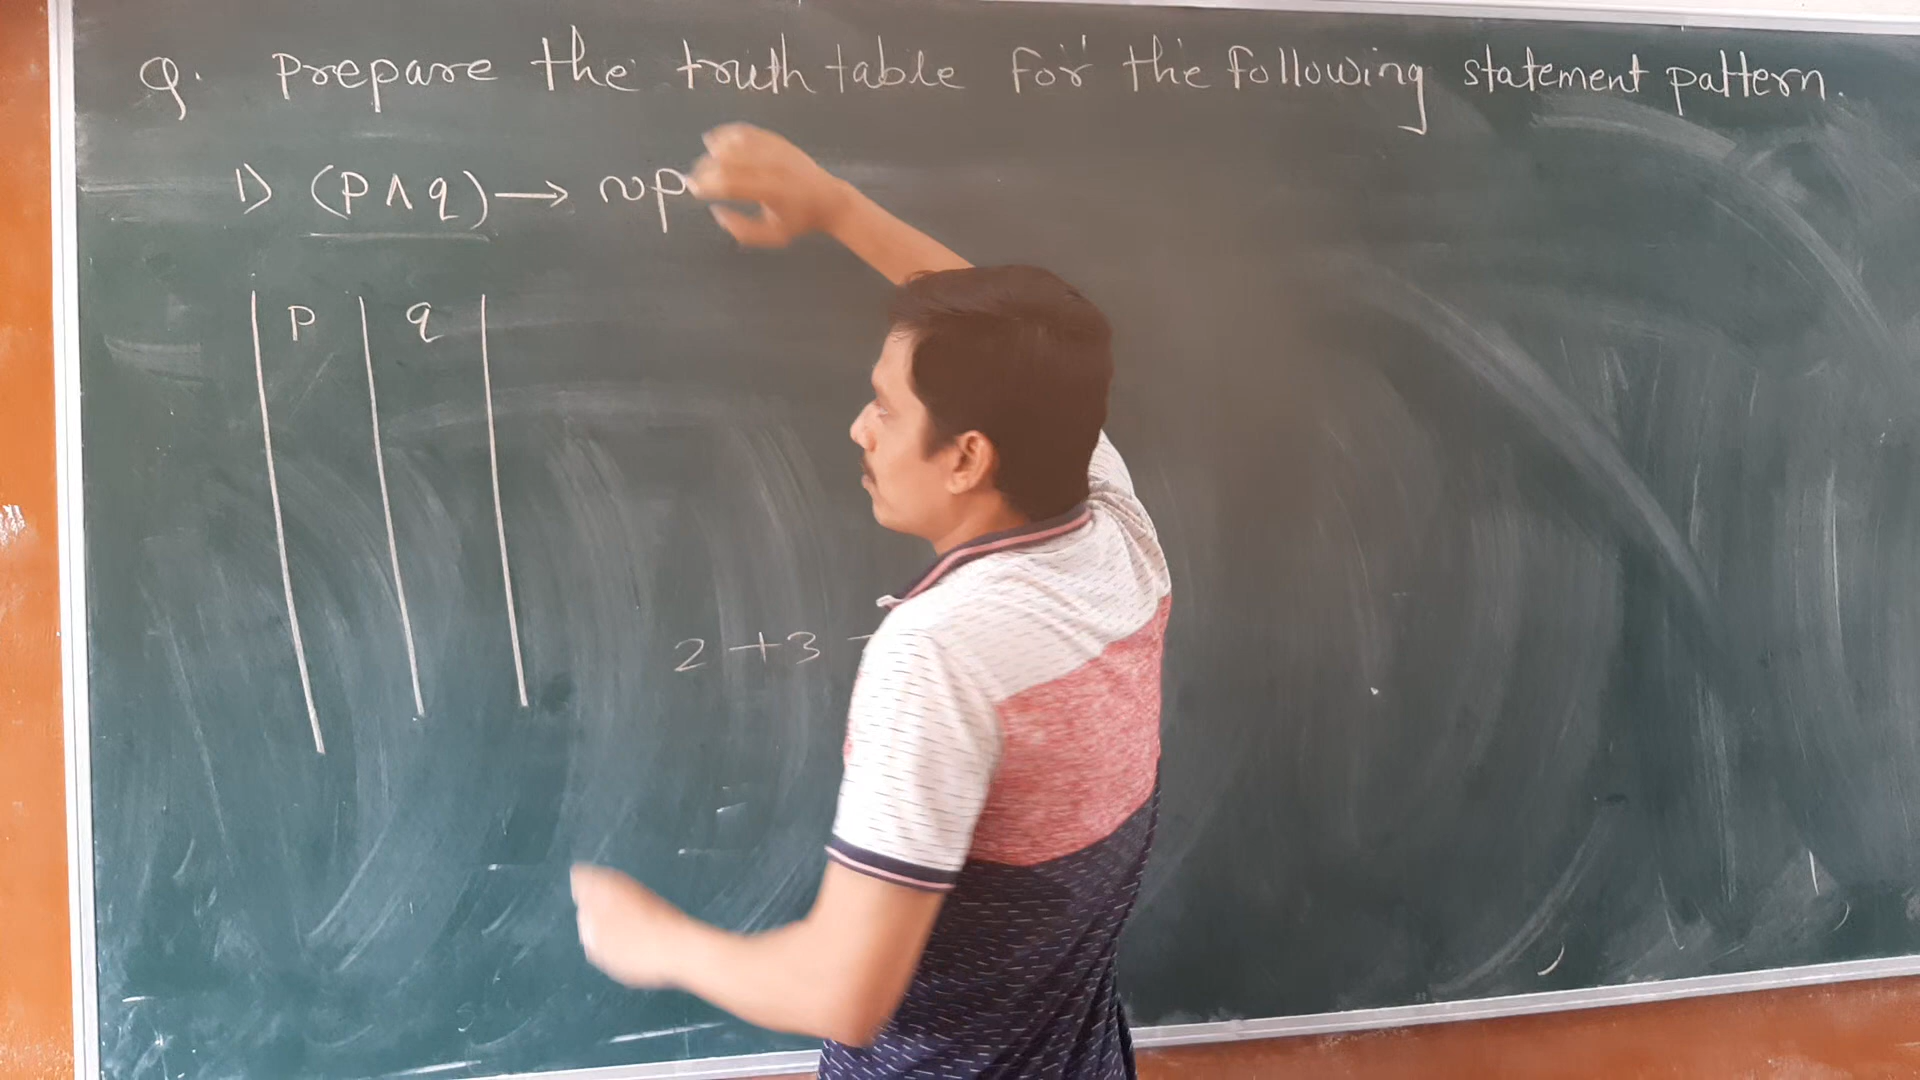 Q. prepare the truth table for the following statement pattern.
1) (p ∧ q) → ~p
p q
2 + 3